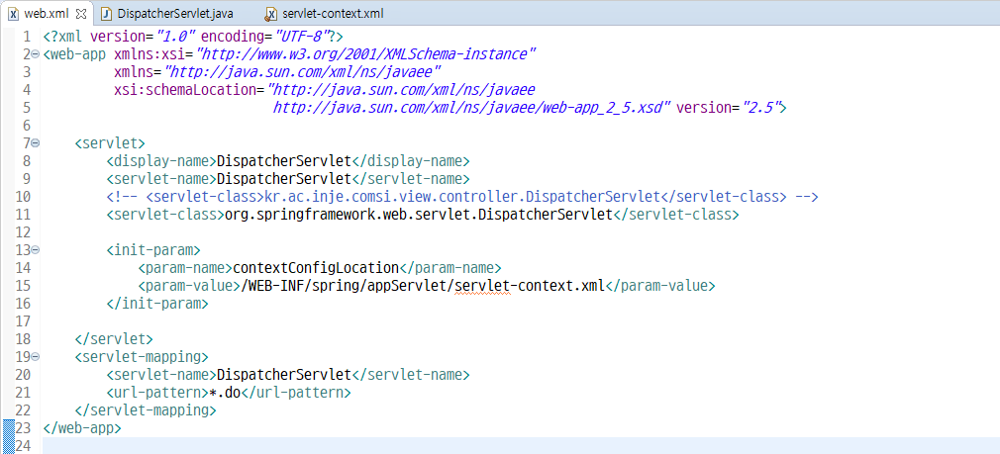 web.xml DispatcherServlet.java servlet-context.xml
1 <?xml version="1.0" encoding="UTF-8"?>
2 <web-app xmlns:xsi="http://www.w3.org/2001/XMLSchema-instance"
3 xmlns="http://java.sun.com/xml/ns/javaee"
4 xsi:schemaLocation="http://java.sun.com/xml/ns/javaee
5 http://java.sun.com/xml/ns/javaee/web-app_2_5.xsd" version="2.5">
6
7 <servlet>
8 <display-name>DispatcherServlet</display-name>
9 <servlet-name>DispatcherServlet</servlet-name>
10 <!-- <servlet-class>kr.ac.inje.comsi.view.controller.DispatcherServlet</servlet-class> -->
11 <servlet-class>org.springframework.web.servlet.DispatcherServlet</servlet-class>
12
13 <init-param>
14 <param-name>contextConfigLocation</param-name>
15 <param-value>/WEB-INF/spring/appServlet/servlet-context.xml</param-value>
16 </init-param>
17
18 </servlet>
19 <servlet-mapping>
20 <servlet-name>DispatcherServlet</servlet-name>
21 <url-pattern>*.do</url-pattern>
22 </servlet-mapping>
23 </web-app>
24